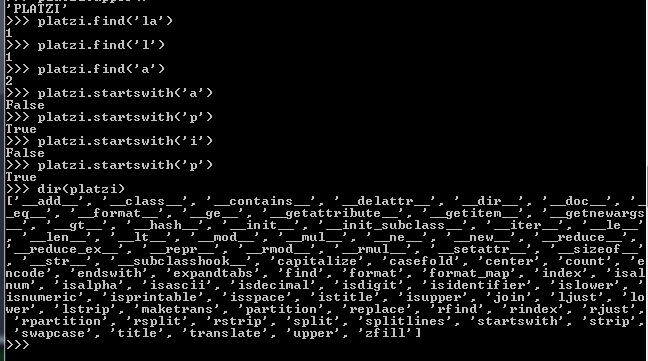 'PLATZI'
>>> platzi.find('la')
1
>>> platzi.find('l')
1
>>> platzi.find('a')
2
>>> platzi.startswith('a')
False
>>> platzi.startswith('p')
True
>>> platzi.startswith('i')
False
>>> platzi.startswith('p')
True
>>> dir(platzi)
['__add__', '__class__', '__contains__', '__delattr__', '__dir__', '__doc__', '_
_eq__', '__format__', '__ge__', '__getattribute__', '__getitem__', '__getnewargs
__', '__gt__', '__hash__', '__init__', '__init_subclass__', '__iter__', '__le__'
, '__len__', '__lt__', '__mod__', '__mul__', '__ne__', '__new__', '__reduce__',
'__reduce_ex__', '__repr__', '__rmod__', '__rmul__', '__setattr__', '__sizeof__'
, '__str__', '__subclasshook__', 'capitalize', 'casefold', 'center', 'count', 'e
ncode', 'endswith', 'expandtabs', 'find', 'format', 'format_map', 'index', 'isal
num', 'isalpha', 'isascii', 'isdecimal', 'isdigit', 'isidentifier', 'islower', '
isnumeric', 'isprintable', 'isspace', 'istitle', 'isupper', 'join', 'ljust', 'lo
wer', 'lstrip', 'maketrans', 'partition', 'replace', 'rfind', 'rindex', 'rjust',
'rpartition', 'rsplit', 'rstrip', 'split', 'splitlines', 'startswith', 'strip',
'swapcase', 'title', 'translate', 'upper', 'zfill']
>>>